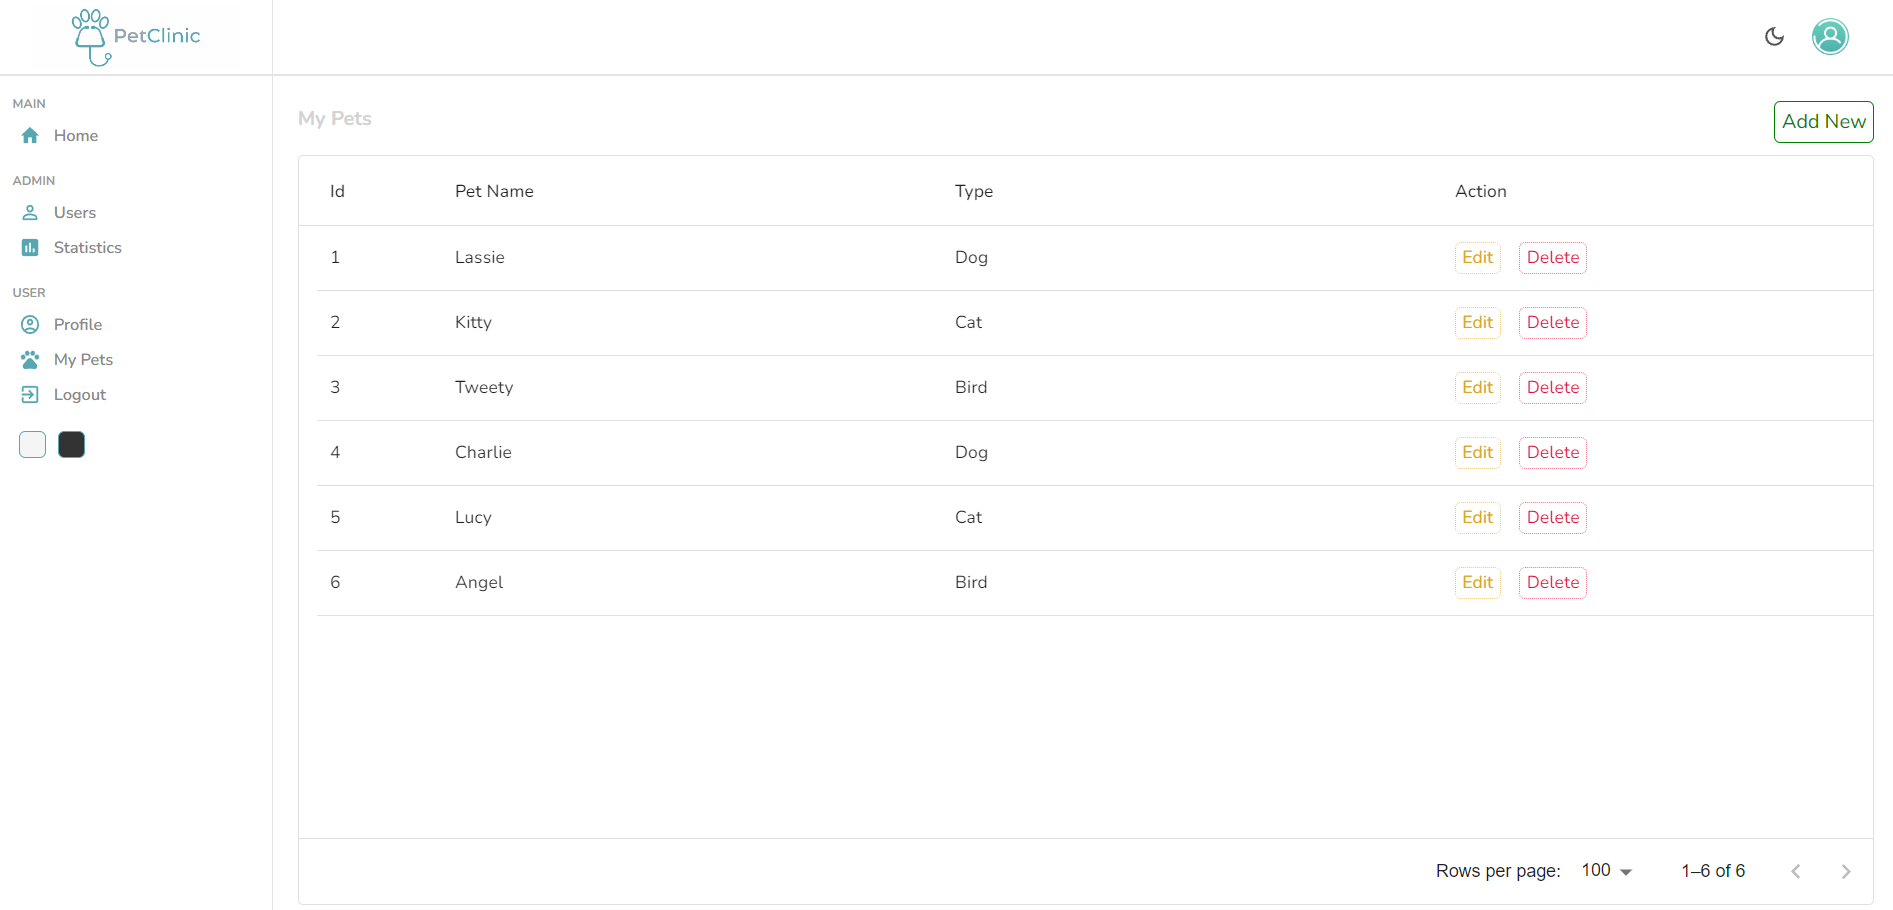 PetClinic
MAIN
Home
ADMIN
Users
Statistics
USER
Profile
My Pets
Logout
My Pets
Add New
Id Pet Name Type Action
1 Lassie Dog Edit Delete
2 Kitty Cat Edit Delete
3 Tweety Bird Edit Delete
4 Charlie Dog Edit Delete
5 Lucy Cat Edit Delete
6 Angel Bird Edit Delete
Rows per page: 100 1–6 of 6